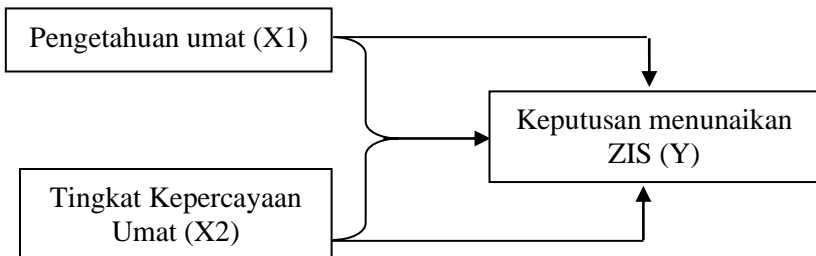 Pengetahuan umat (X1)
Keputusan menunaikan
ZIS (Y)
Tingkat Kepercayaan
Umat (X2)